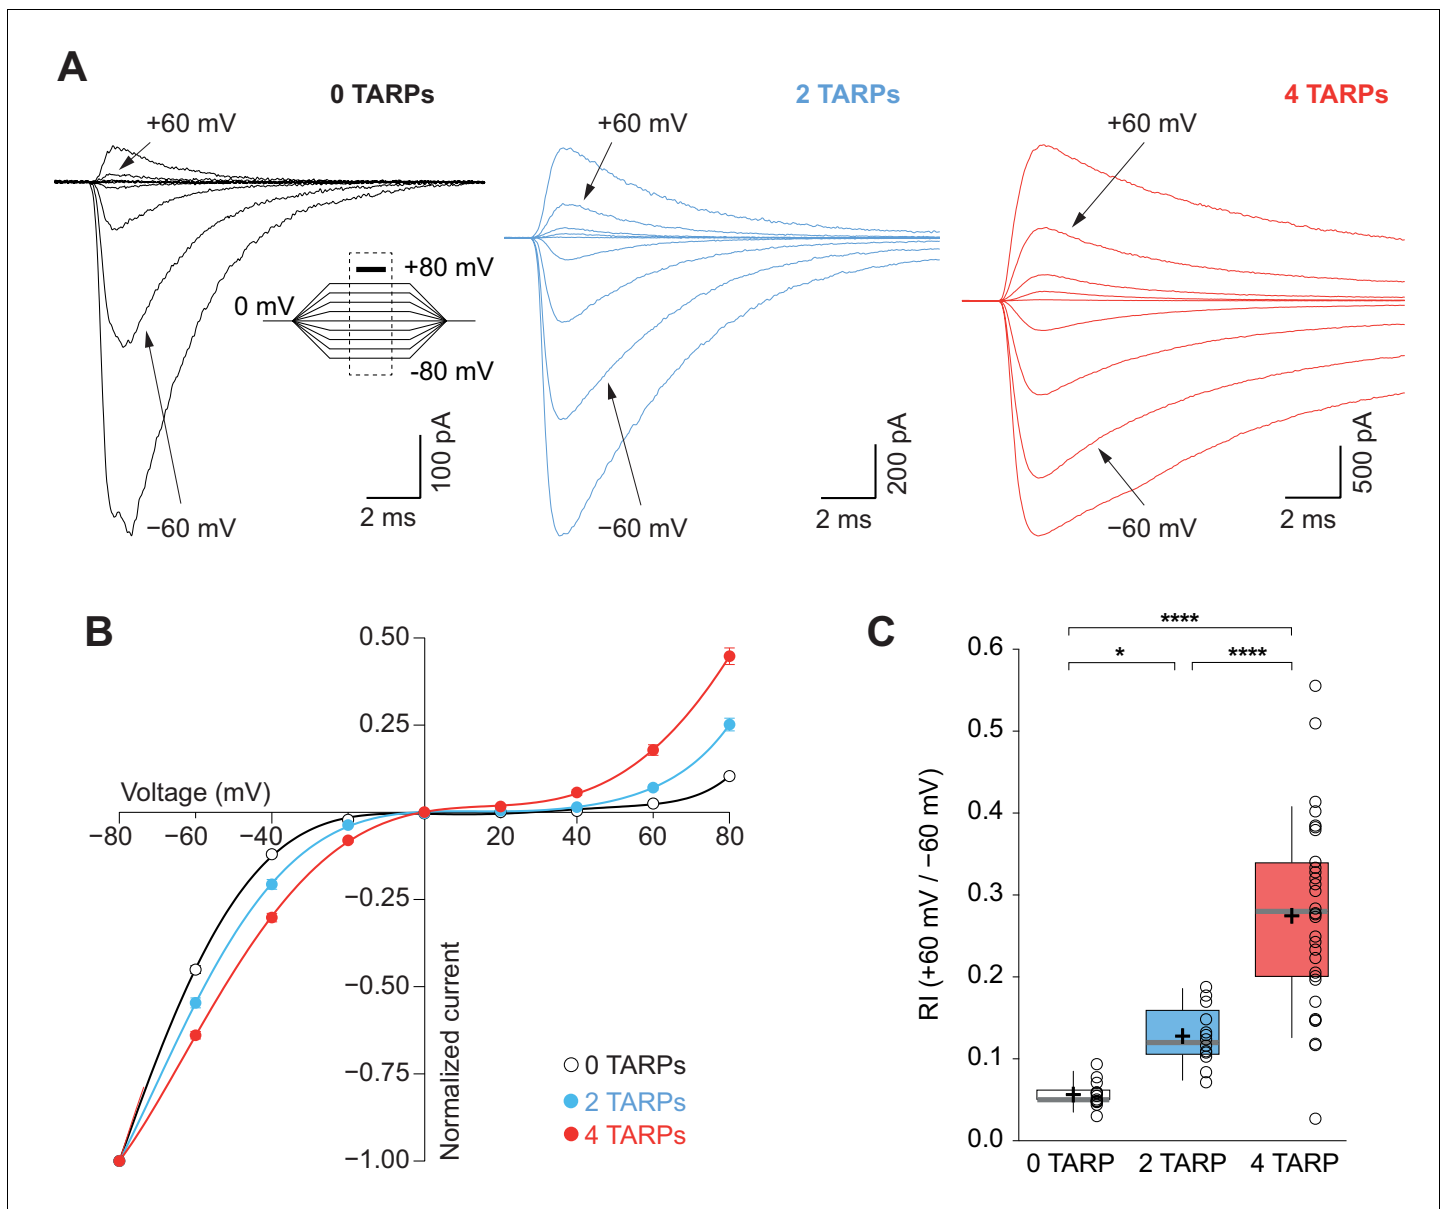 A
0 TARPs
2 TARPs
4 TARPs
+60 mV
+60 mV
+60 mV
+80 mV
0 mV
-80 mV
100 pA
2 ms
−60 mV
200 pA
2 ms
−60 mV
500 pA
2 ms
−60 mV
B
0.50
0.25
Voltage (mV)
−80
−60
−40
20
40
60
80
−0.25
−0.50
−0.75
−1.00
Normalized current
0 TARPs
2 TARPs
4 TARPs
C
****
*
****
0.6
0.5
0.4
0.3
0.2
0.1
0.0
RI (+60 mV / −60 mV)
0 TARP
2 TARP
4 TARP